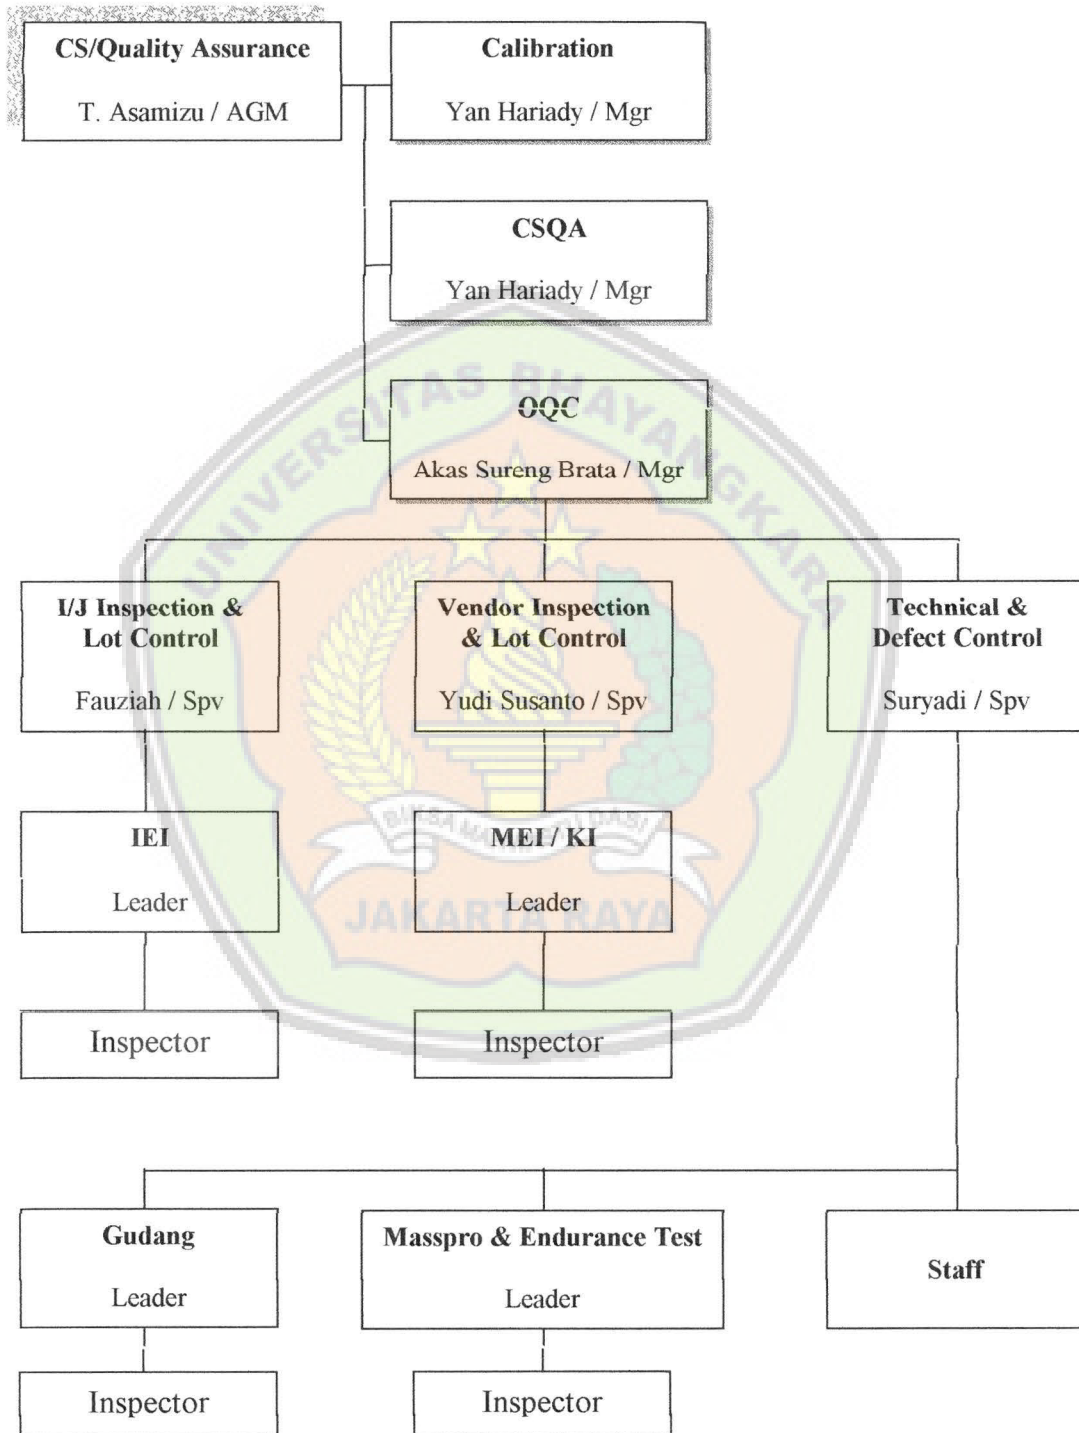 CS/Quality Assurance
T. Asamizu / AGM
Calibration
Yan Hariady / Mgr
CSQA
Yan Hariady / Mgr
OQC
Akas Sureng Brata / Mgr
UNIVERSITAS BHAYANGKARA
I/J Inspection &
Lot Control
Fauziah / Spv
Vendor Inspection
& Lot Control
Yudi Susanto / Spv
Technical &
Defect Control
Suryadi / Spv
IEI
Leader
MEI / KI
Leader
JAKARTA RAYA
Inspector
Inspector
Gudang
Leader
Masspro & Endurance Test
Leader
Staff
Inspector
Inspector